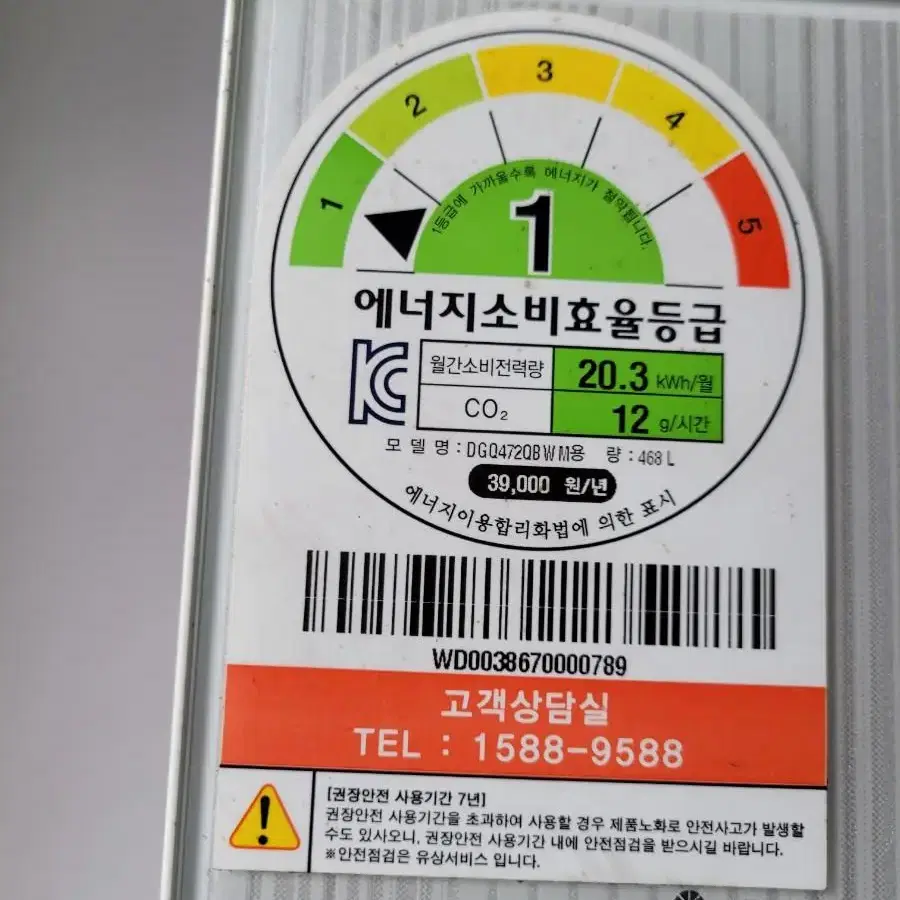 1
2
3
4
5
1등급에 가까울수록 에너지가 절약됩니다.
1
에너지소비효율등급
월간소비전력량 20.3 kWh/월
CO₂ 12 g/시간
모 델 명 : DGQ472QBWM용 량 : 468 L
39,000 원/년
에너지이용합리화법에 의한 표시
WD0038670000789
고객상담실
TEL : 1588-9588
[권장안전 사용기간 7년]
권장안전 사용기간을 초과하여 사용할 경우 제품노화로 안전사고가 발생할
수도 있사오니, 권장안전 사용기간 내에 안전점검을 받으시길 바랍니다.
※안전점검은 유상서비스 입니다.